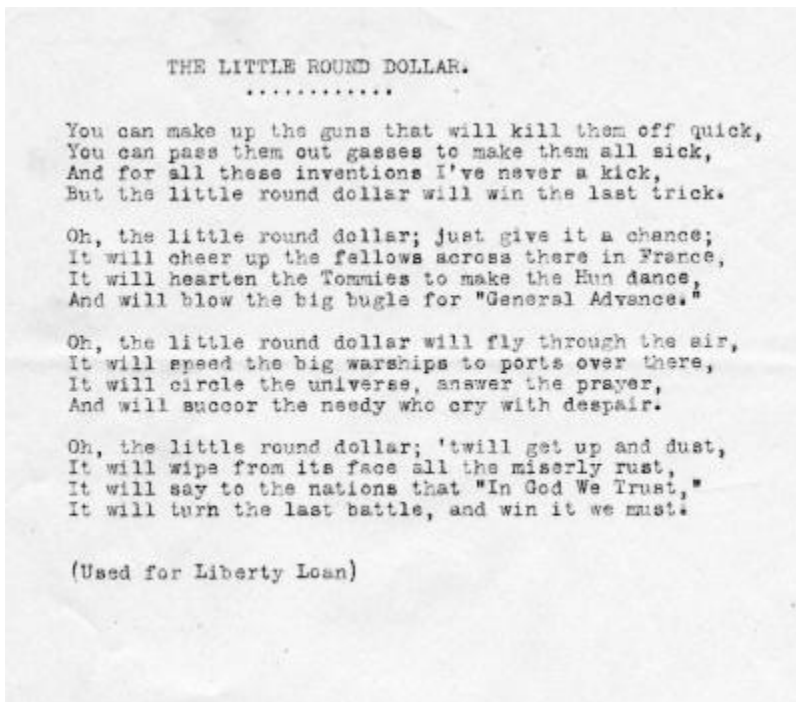 THE LITTLE ROUND DOLLAR.
............
You can make up the guns that will kill them off quick,
You can pass them out gasses to make them all sick,
And for all these inventions I've never a kick,
But the little round dollar will win the last trick.
Oh, the little round dollar; just give it a chance;
It will cheer up the fellows across there in France,
It will hearten the Tommies to make the Hun dance,
And will blow the big bugle for "General Advance."
Oh, the little round dollar will fly through the air,
It will speed the big warships to ports over there,
It will circle the universe, answer the prayer,
And will succor the needy who cry with despair.
Oh, the little round dollar; 'twill get up and dust,
It will wipe from its face all the miserly rust,
It will say to the nations that "In God We Trust,"
It will turn the last battle, and win it we must.
(Used for Liberty Loan)